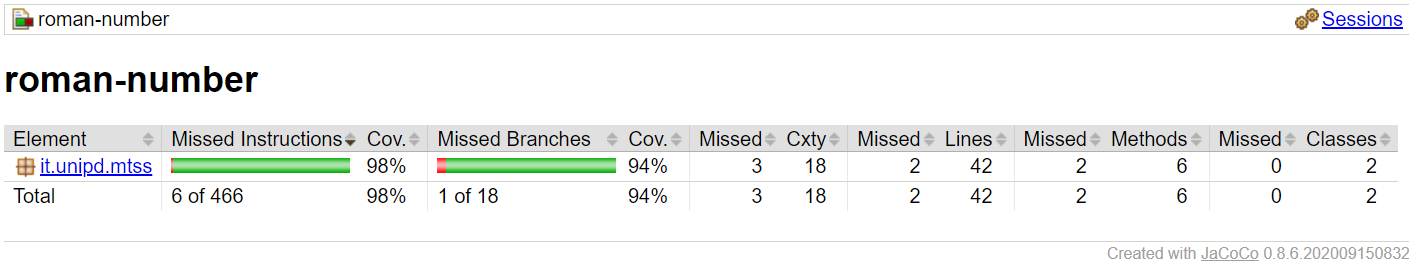 roman-number Sessions
roman-number
Element Missed Instructions Cov. Missed Branches Cov. Missed Cxty Missed Lines Missed Methods Missed Classes
it.unipd.mtss 98% 94% 3 18 2 42 2 6 0 2
Total 6 of 466 98% 1 of 18 94% 3 18 2 42 2 6 0 2
Created with JaCoCo 0.8.6.202009150832